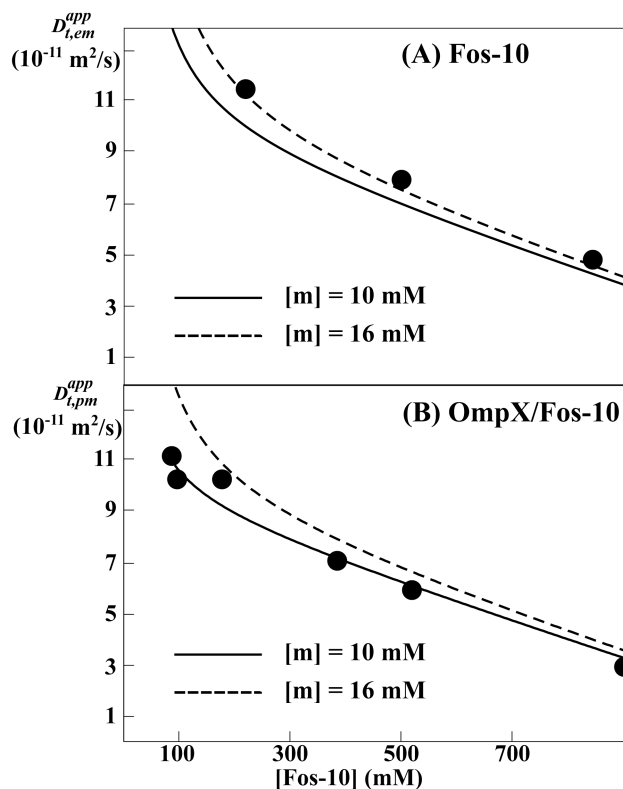 D_{t,em}^{app}
(10⁻¹¹ m²/s)
(A) Fos-10
11
9
7
5
3
1
[m] = 10 mM
[m] = 16 mM
D_{t,pm}^{app}
(10⁻¹¹ m²/s)
(B) OmpX/Fos-10
11
9
7
5
3
1
[m] = 10 mM
[m] = 16 mM
100 300 500 700
[Fos-10] (mM)